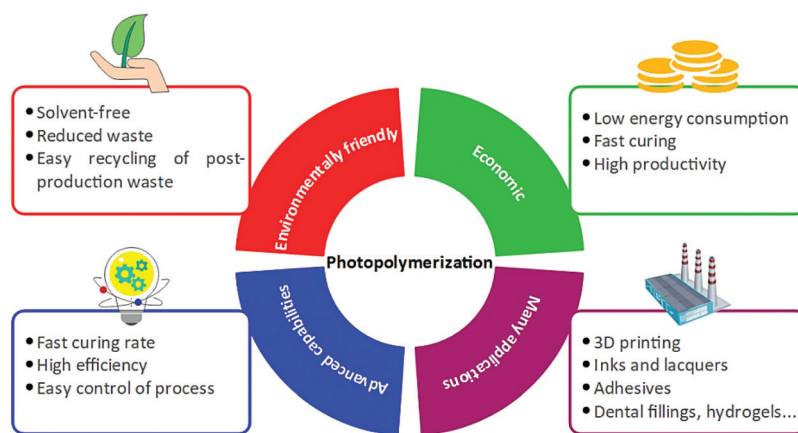 • Solvent-free
• Reduced waste
• Easy recycling of post-
production waste
Environmentally friendly
Economic
• Low energy consumption
• Fast curing
• High productivity
Photopolymerization
• Fast curing rate
• High efficiency
• Easy control of process
Advanced capabilities
Many applications
• 3D printing
• Inks and lacquers
• Adhesives
• Dental fillings, hydrogels...